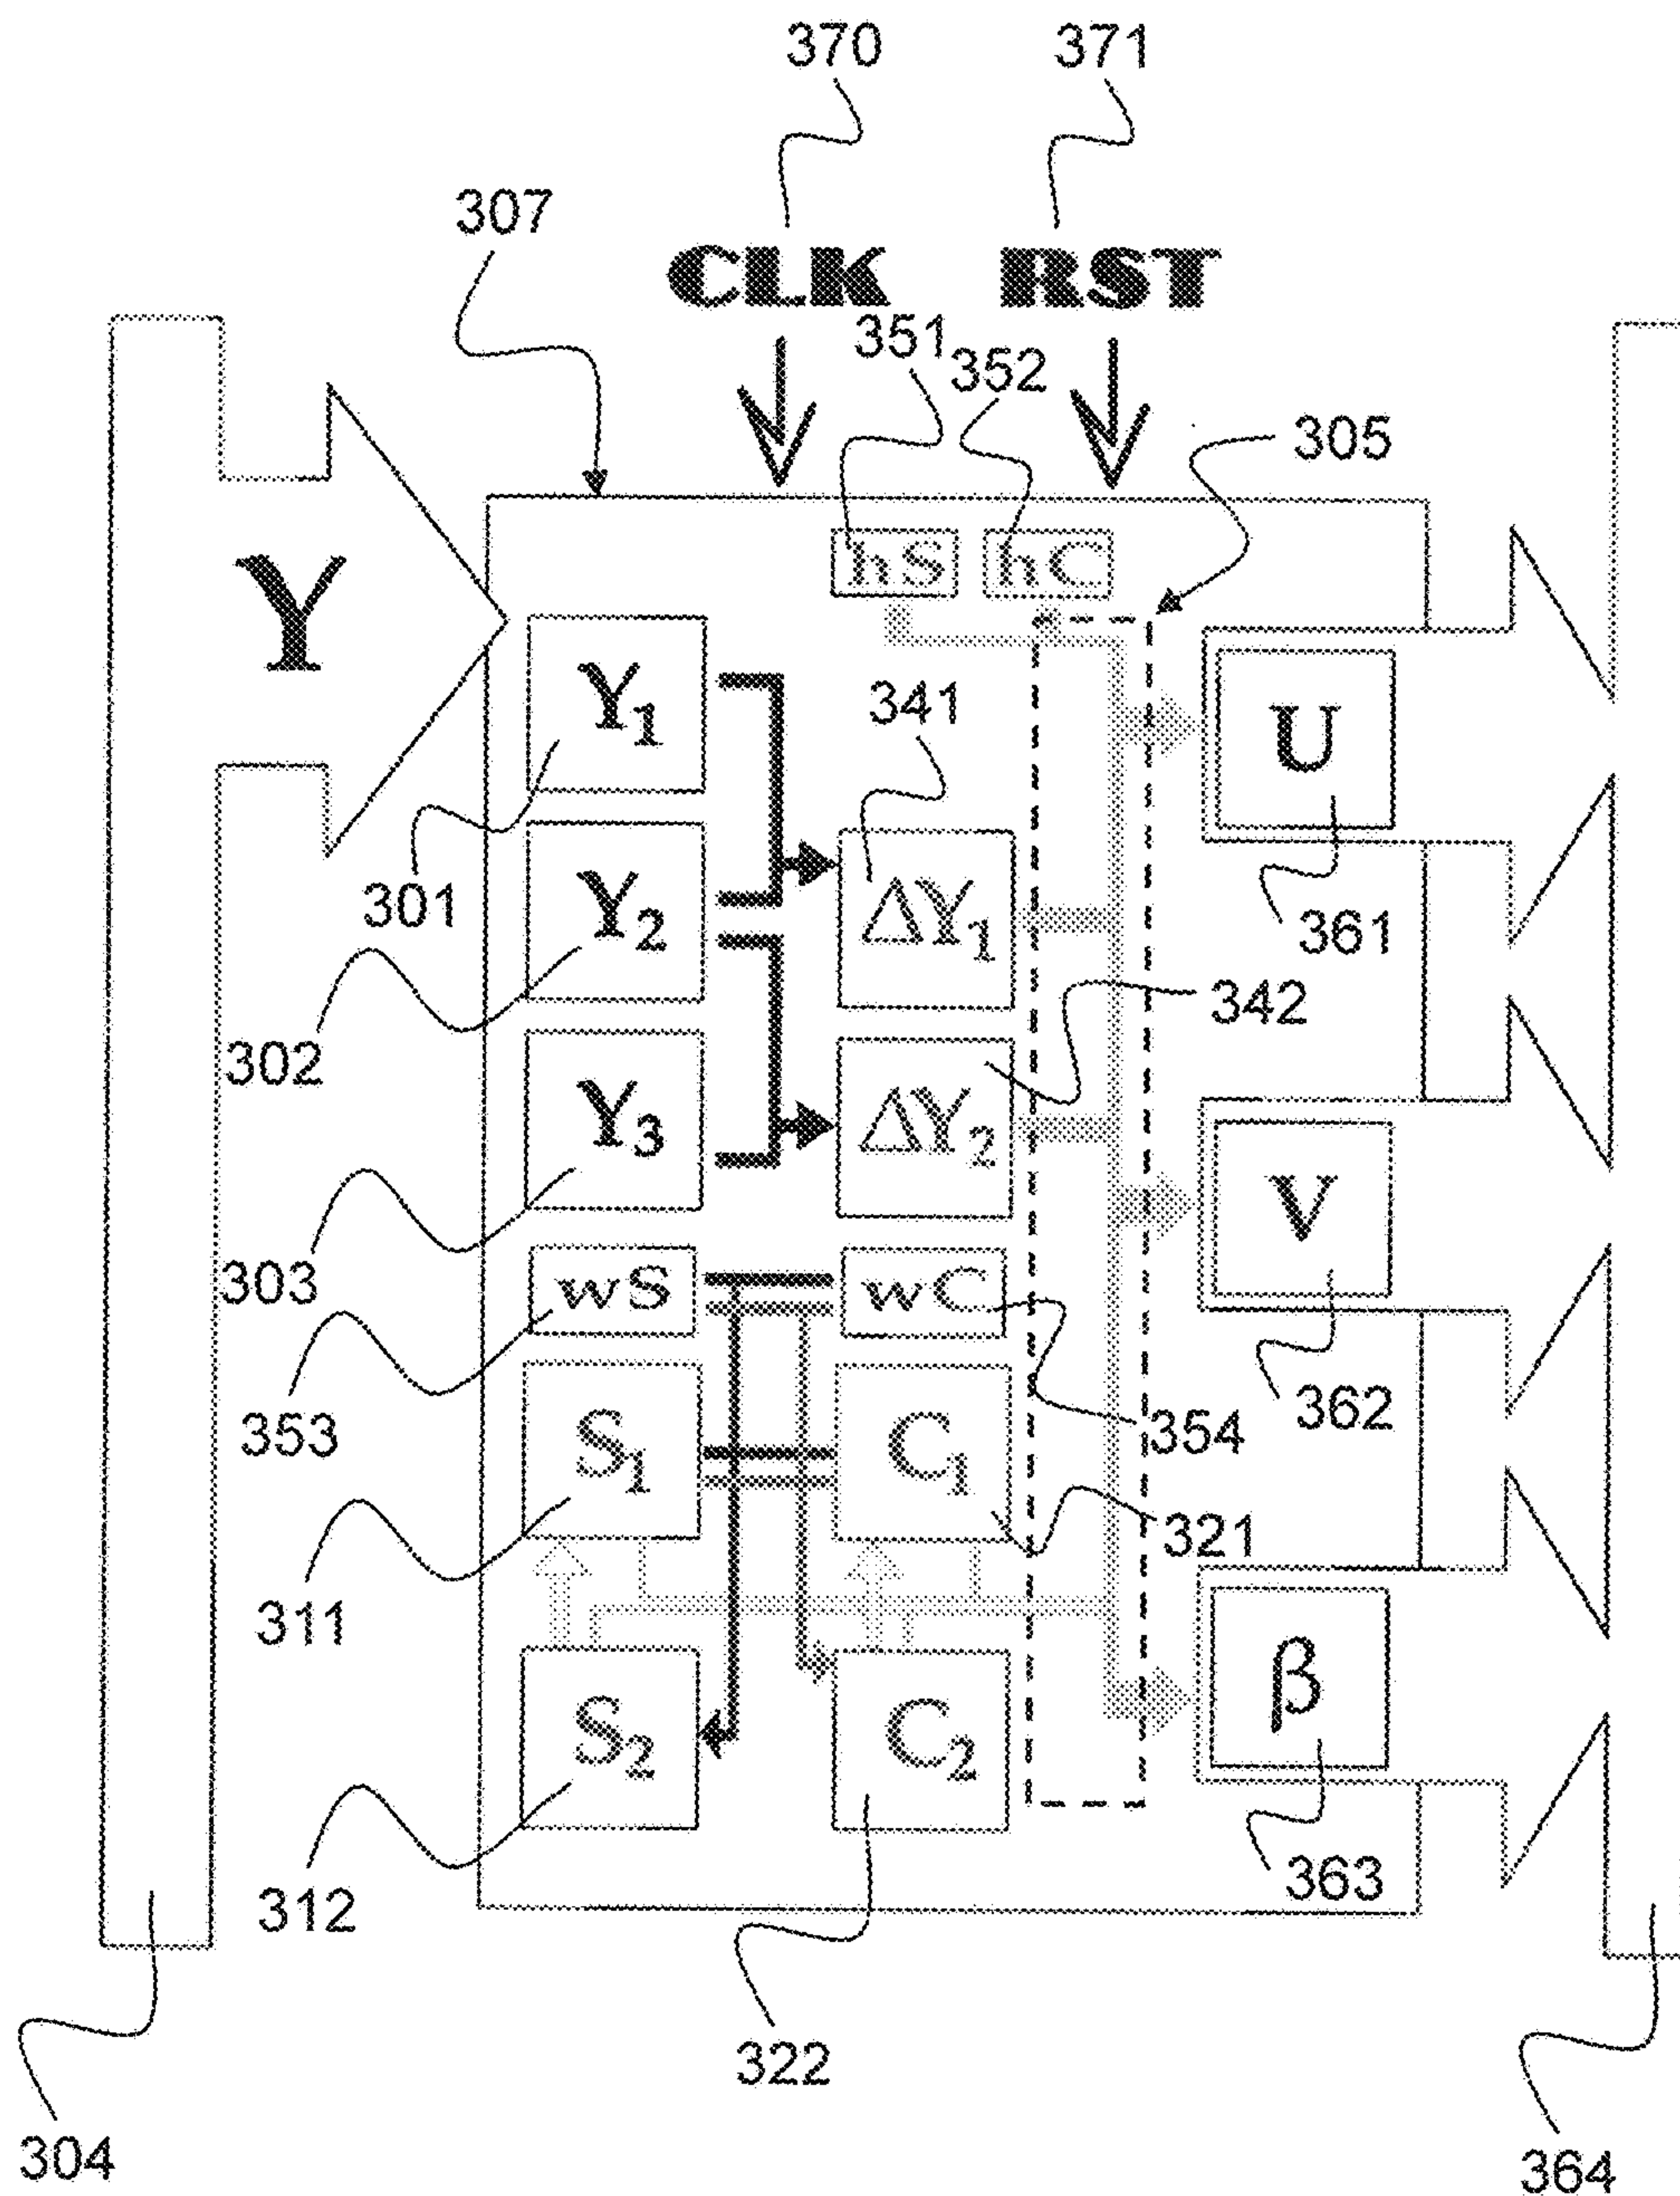 370 371
307
CLK RST
351 352
305
hS hC
Y
Y₁
341
U
301
Y₂
ΔY₁
361
302
342
Y₃
ΔY₂
V
303
wS wC
353
354
362
S₁ C₁
321
311
S₂ C₂
β
312
363
322
304
364